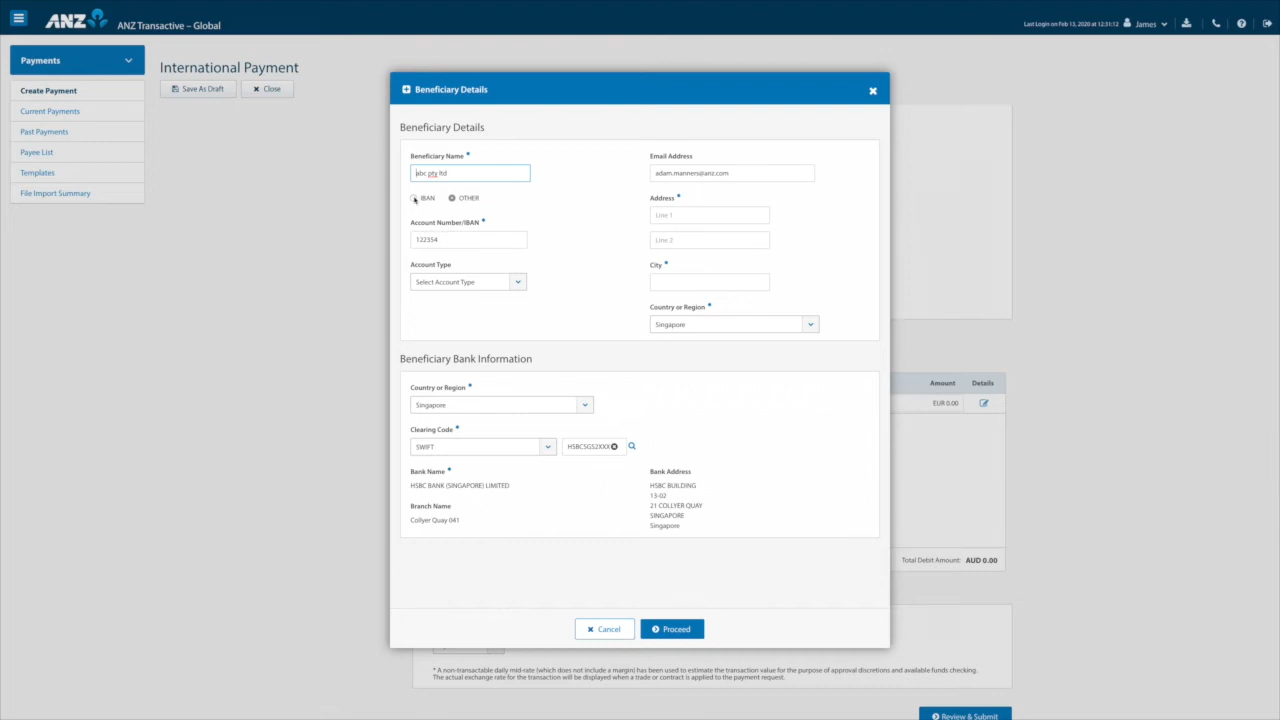 ANZ
ANZ Transactive – Global
Last Login on Feb 13, 2020 at 12:31:12
James
Payments
Create Payment
Current Payments
Past Payments
Payee List
Templates
File Import Summary
International Payment
Save As Draft
Close
Beneficiary Details
Beneficiary Details
Beneficiary Name *
abc pty ltd
IBAN OTHER
Account Number/IBAN *
122354
Account Type
Select Account Type
Email Address
adam.manners@anz.com
Address *
Line 1
Line 2
City *
Country or Region *
Singapore
Beneficiary Bank Information
Country or Region *
Singapore
Clearing Code *
SWIFT HSBCSGS2XXX
Bank Name *
HSBC BANK (SINGAPORE) LIMITED
Branch Name
Collyer Quay 041
Bank Address
HSBC BUILDING
13-02
21 COLLYER QUAY
SINGAPORE
Singapore
Cancel
Proceed
Amount Details
EUR 0.00
Total Debit Amount: AUD 0.00
* A non-transactable daily mid-rate (which does not include a margin) has been used to estimate the transaction value for the purpose of approval discretions and available funds checking.
The actual exchange rate for the transaction will be displayed when a trade or contract is applied to the payment request.
Review & Submit